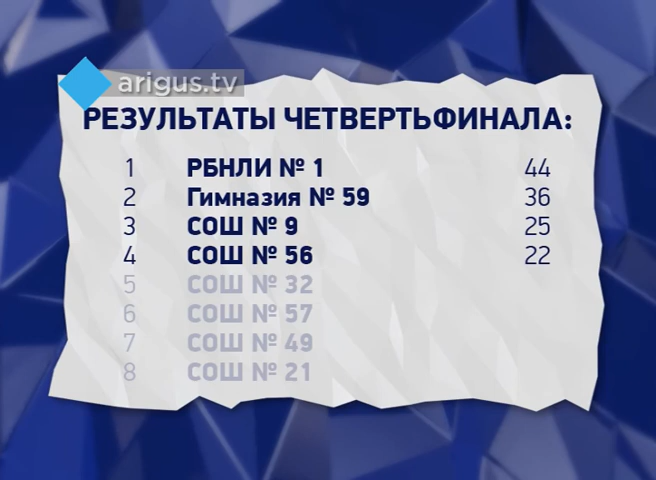 arigus.tv
РЕЗУЛЬТАТЫ ЧЕТВЕРТЬФИНАЛА:
1 РБНЛИ № 1 44
2 Гимназия № 59 36
3 СОШ № 9 25
4 СОШ № 56 22
5 СОШ № 32
6 СОШ № 57
7 СОШ № 49
8 СОШ № 21